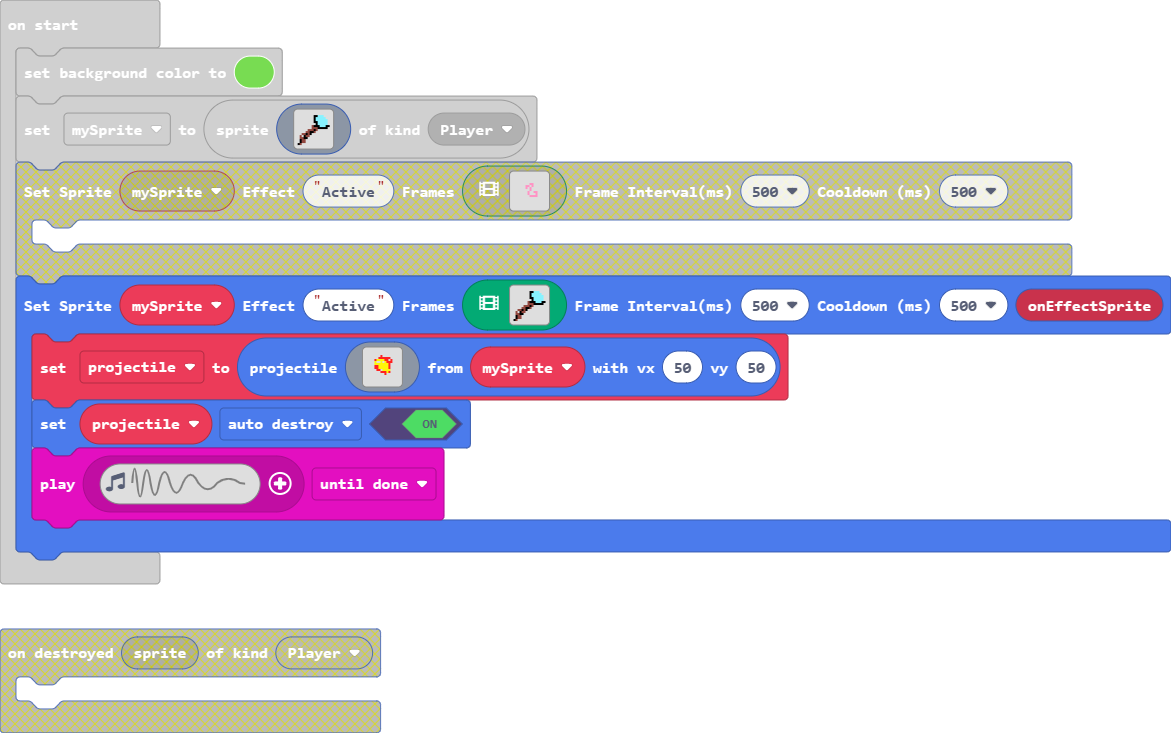 on start
set background color to
set mySprite to sprite of kind Player
Set Sprite mySprite Effect "Active" Frames Frame Interval(ms) 500 Cooldown (ms) 500
Set Sprite mySprite Effect "Active" Frames Frame Interval(ms) 500 Cooldown (ms) 500 onEffectSprite
set projectile to projectile from mySprite with vx 50 vy 50
set projectile auto destroy ON
play until done
on destroyed sprite of kind Player